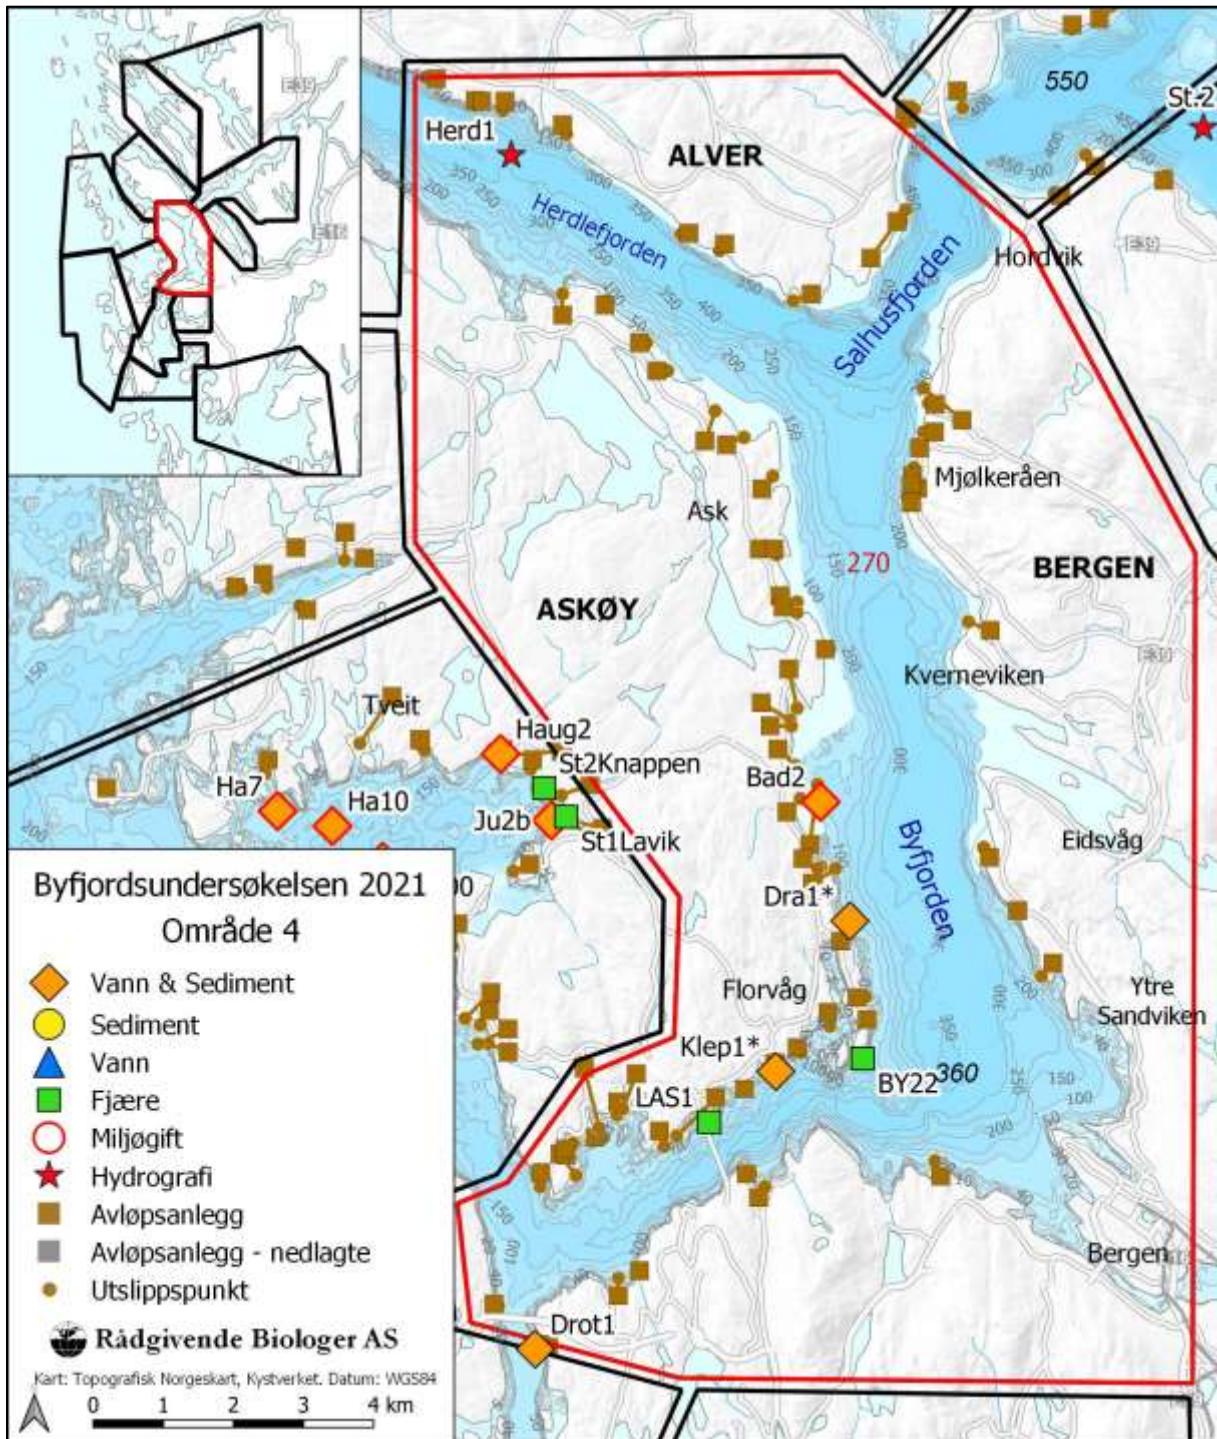 E39
E16
550
St.2
Herd1
ALVER
Herdlefjorden
Salhusfjorden
Hordvik
E39
Mjølkeråen
Ask
270
BERGEN
ASKØY
Kverneviken
Tveit
Haug2
St2Knappen
Ha7
Ha10
Bad2
Ju2b
St1Lavik
Byfjorden
Eidsvåg
Dra1*
Florvåg
Ytre
Sandviken
Klep1*
BY22
360
LAS1
Bergen
Drot1
Byfjordsundersøkelsen 2021
Område 4
Vann & Sediment
Sediment
Vann
Fjære
Miljøgift
Hydrografi
Avløpsanlegg
Avløpsanlegg - nedlagte
Utslippspunkt
Rådgivende Biologer AS
Kart: Topografisk Norgeskart, Kystverket. Datum: WGS84
0 1 2 3 4 km